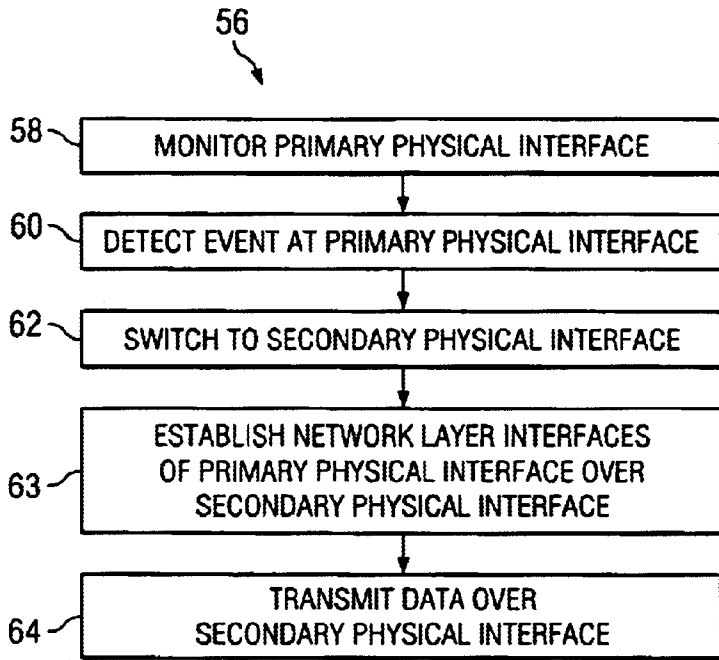 56
58
MONITOR PRIMARY PHYSICAL INTERFACE
60
DETECT EVENT AT PRIMARY PHYSICAL INTERFACE
62
SWITCH TO SECONDARY PHYSICAL INTERFACE
63
ESTABLISH NETWORK LAYER INTERFACES
OF PRIMARY PHYSICAL INTERFACE OVER
SECONDARY PHYSICAL INTERFACE
64
TRANSMIT DATA OVER
SECONDARY PHYSICAL INTERFACE